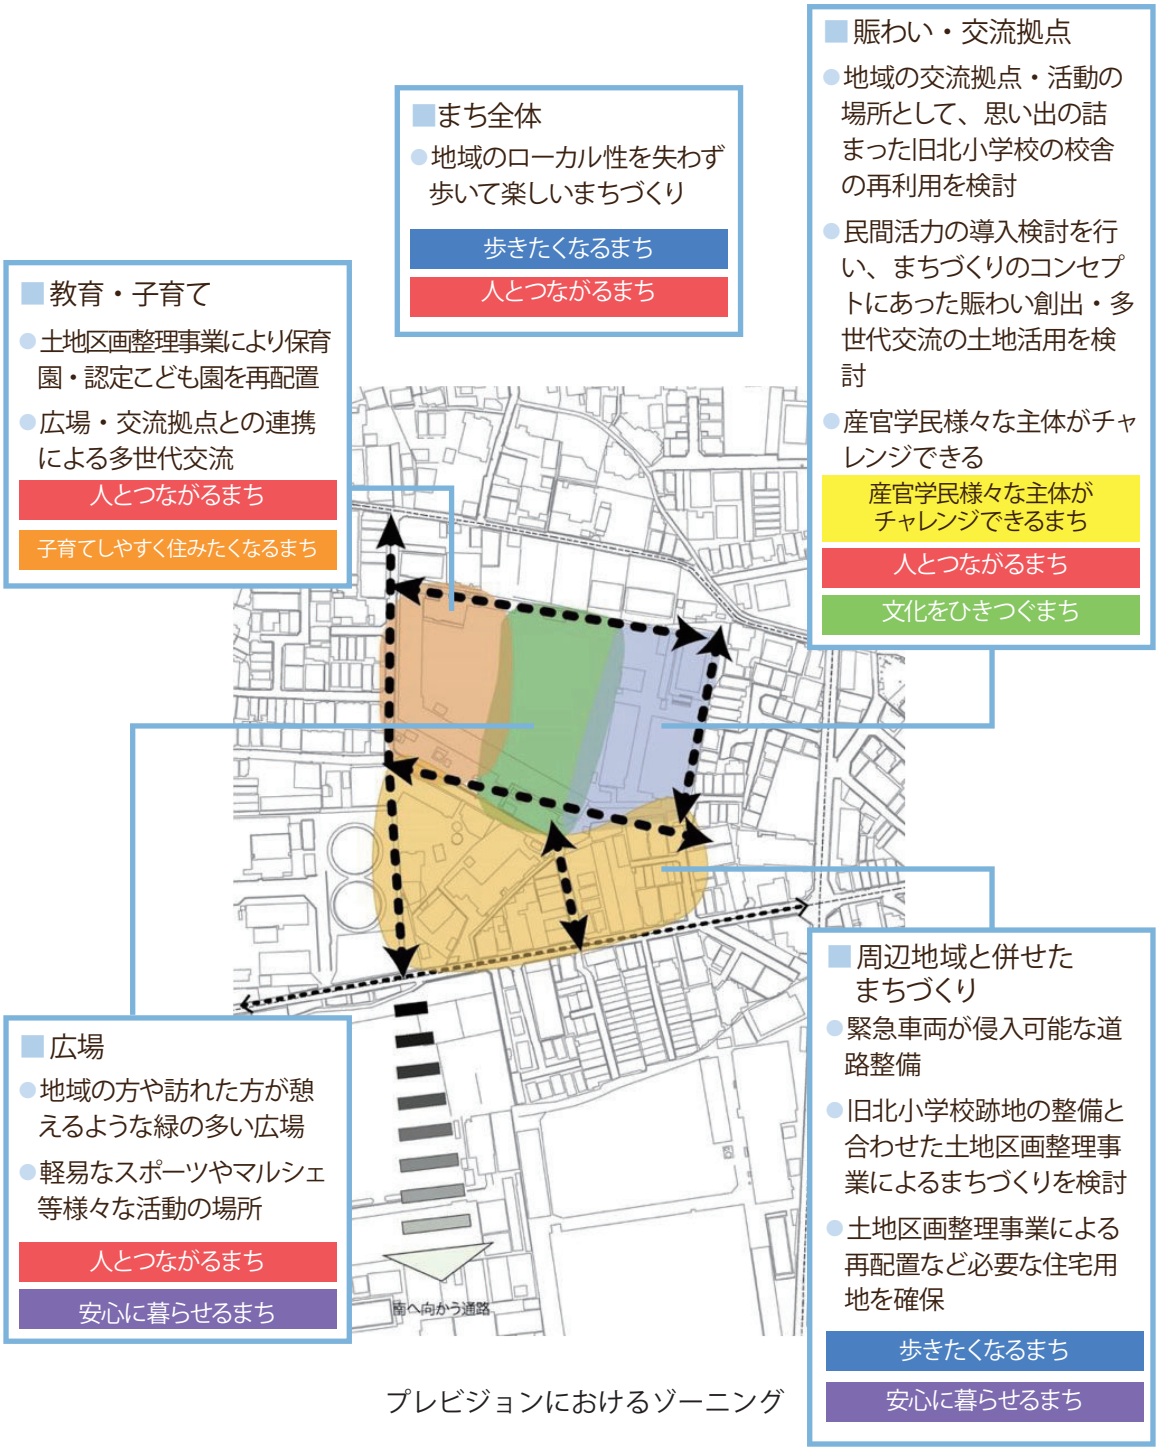 ■まち全体
●地域のローカル性を失わず
歩いて楽しいまちづくり
歩きたくなるまち
人とつながるまち
■賑わい・交流拠点
●地域の交流拠点・活動の
場所として、思い出の詰
まった旧北小学校の校舎
の再利用を検討
●民間活力の導入検討を行
い、まちづくりのコンセプ
トにあった賑わい創出・多
世代交流の土地活用を検
討
●産官学民様々な主体がチャ
レンジできる
産官学民様々な主体が
チャレンジできるまち
人とつながるまち
文化をひきつぐまち
■教育・子育て
●土地区画整理事業により保育
園・認定こども園を再配置
●広場・交流拠点との連携
による多世代交流
人とつながるまち
子育てしやすく住みたくなるまち
■広場
●地域の方や訪れた方が憩
えるような緑の多い広場
●軽易なスポーツやマルシェ
等様々な活動の場所
人とつながるまち
安心に暮らせるまち
■周辺地域と併せた
まちづくり
●緊急車両が侵入可能な道
路整備
●旧北小学校跡地の整備と
合わせた土地区画整理事
業によるまちづくりを検討
●土地区画整理事業による
再配置など必要な住宅用
地を確保
歩きたくなるまち
安心に暮らせるまち
南へ向かう通路
プレビジョンにおけるゾーニング